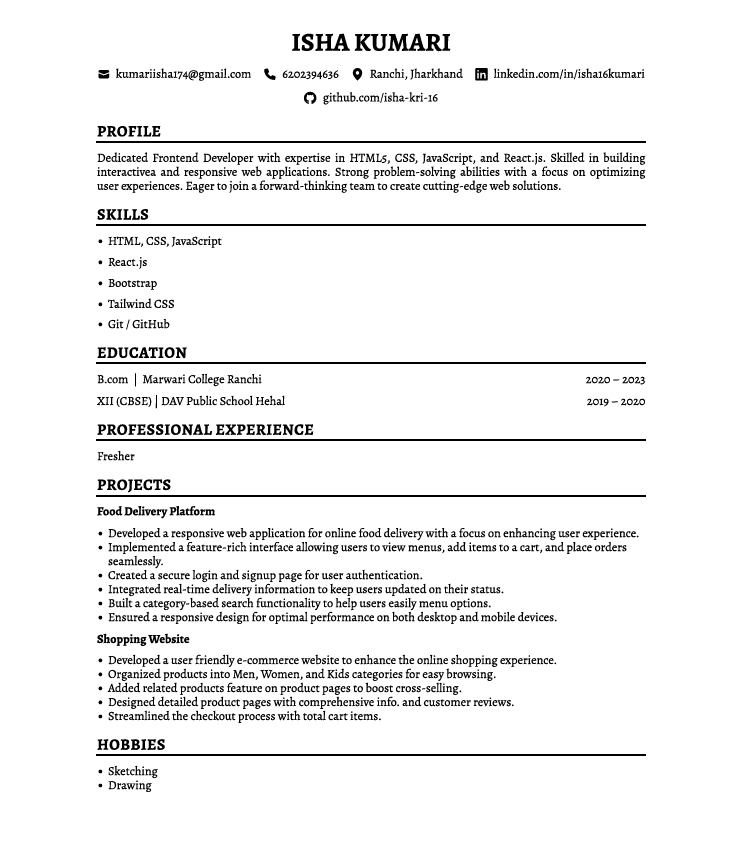 ISHA KUMARI
kumariisha174@gmail.com 6202394636 Ranchi, Jharkhand linkedin.com/in/isha16kumari
github.com/isha-kri-16
PROFILE
Dedicated Frontend Developer with expertise in HTML5, CSS, JavaScript, and React.js. Skilled in building
interactivea and responsive web applications. Strong problem-solving abilities with a focus on optimizing
user experiences. Eager to join a forward-thinking team to create cutting-edge web solutions.
SKILLS
• HTML, CSS, JavaScript
• React.js
• Bootstrap
• Tailwind CSS
• Git / GitHub
EDUCATION
B.com | Marwari College Ranchi 2020 – 2023
XII (CBSE) | DAV Public School Hehal 2019 – 2020
PROFESSIONAL EXPERIENCE
Fresher
PROJECTS
Food Delivery Platform
• Developed a responsive web application for online food delivery with a focus on enhancing user experience.
• Implemented a feature-rich interface allowing users to view menus, add items to a cart, and place orders
seamlessly.
• Created a secure login and signup page for user authentication.
• Integrated real-time delivery information to keep users updated on their status.
• Built a category-based search functionality to help users easily menu options.
• Ensured a responsive design for optimal performance on both desktop and mobile devices.
Shopping Website
• Developed a user friendly e-commerce website to enhance the online shopping experience.
• Organized products into Men, Women, and Kids categories for easy browsing.
• Added related products feature on product pages to boost cross-selling.
• Designed detailed product pages with comprehensive info. and customer reviews.
• Streamlined the checkout process with total cart items.
HOBBIES
• Sketching
• Drawing